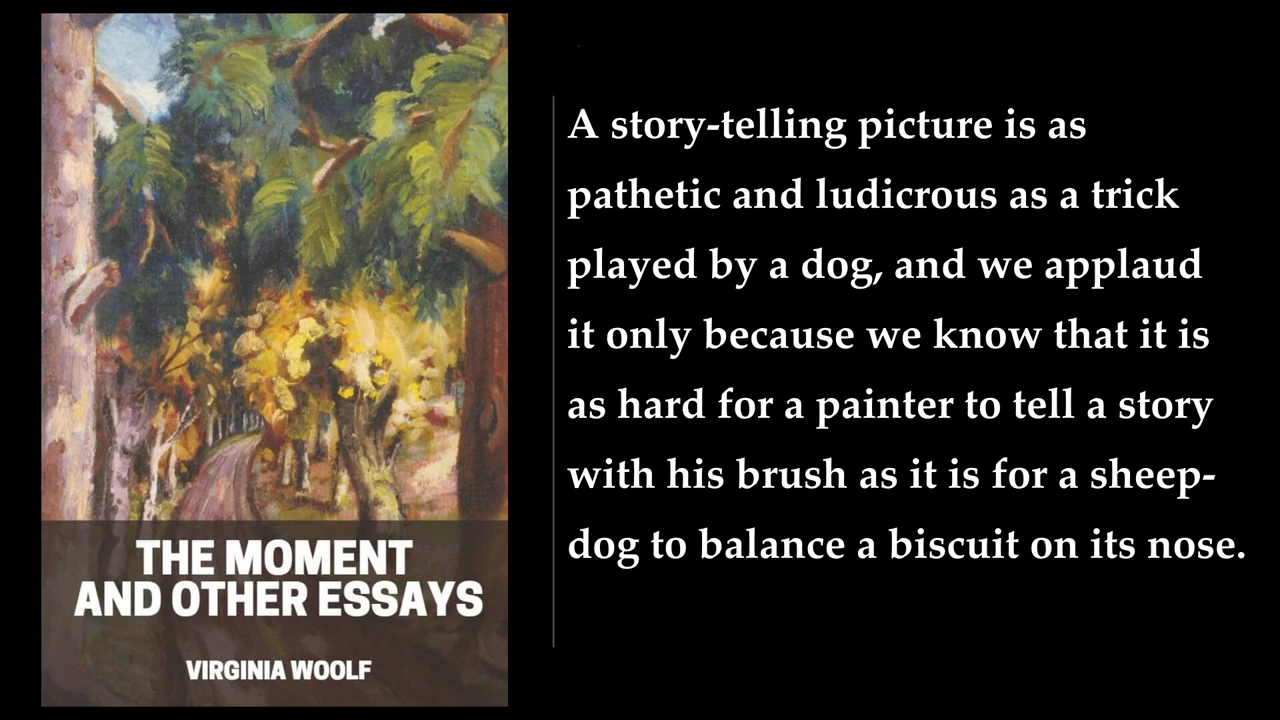 THE MOMENT
AND OTHER ESSAYS
VIRGINIA WOOLF
A story-telling picture is as
pathetic and ludicrous as a trick
played by a dog, and we applaud
it only because we know that it is
as hard for a painter to tell a story
with his brush as it is for a sheep-
dog to balance a biscuit on its nose.